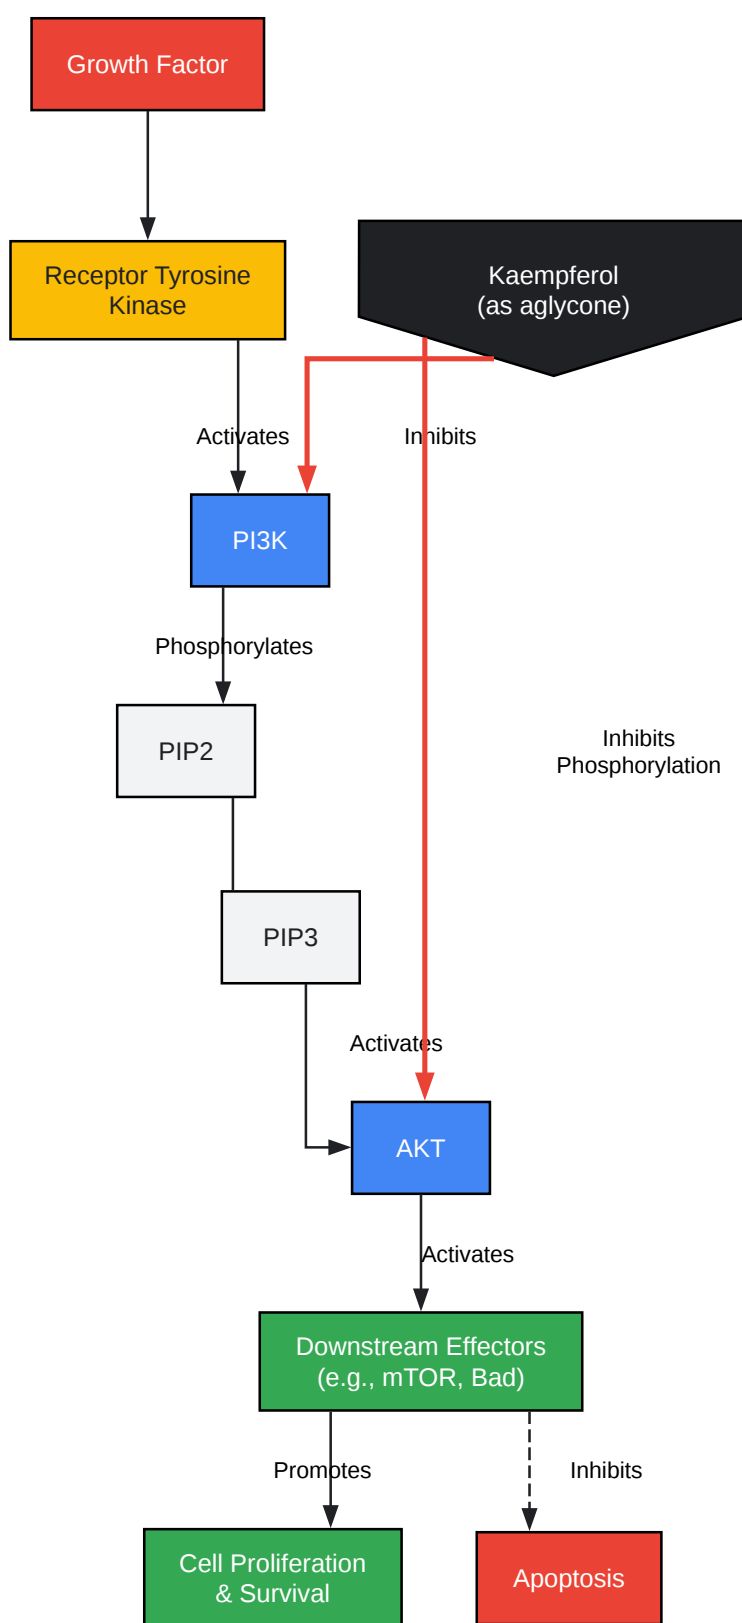 Growth Factor
Receptor Tyrosine
Kinase
Kaempferol
(as aglycone)
Activates
Inhibits
PI3K
Phosphorylates
PIP2
Inhibits
Phosphorylation
PIP3
Activates
AKT
Activates
Downstream Effectors
(e.g., mTOR, Bad)
Promotes
Inhibits
Cell Proliferation
& Survival
Apoptosis